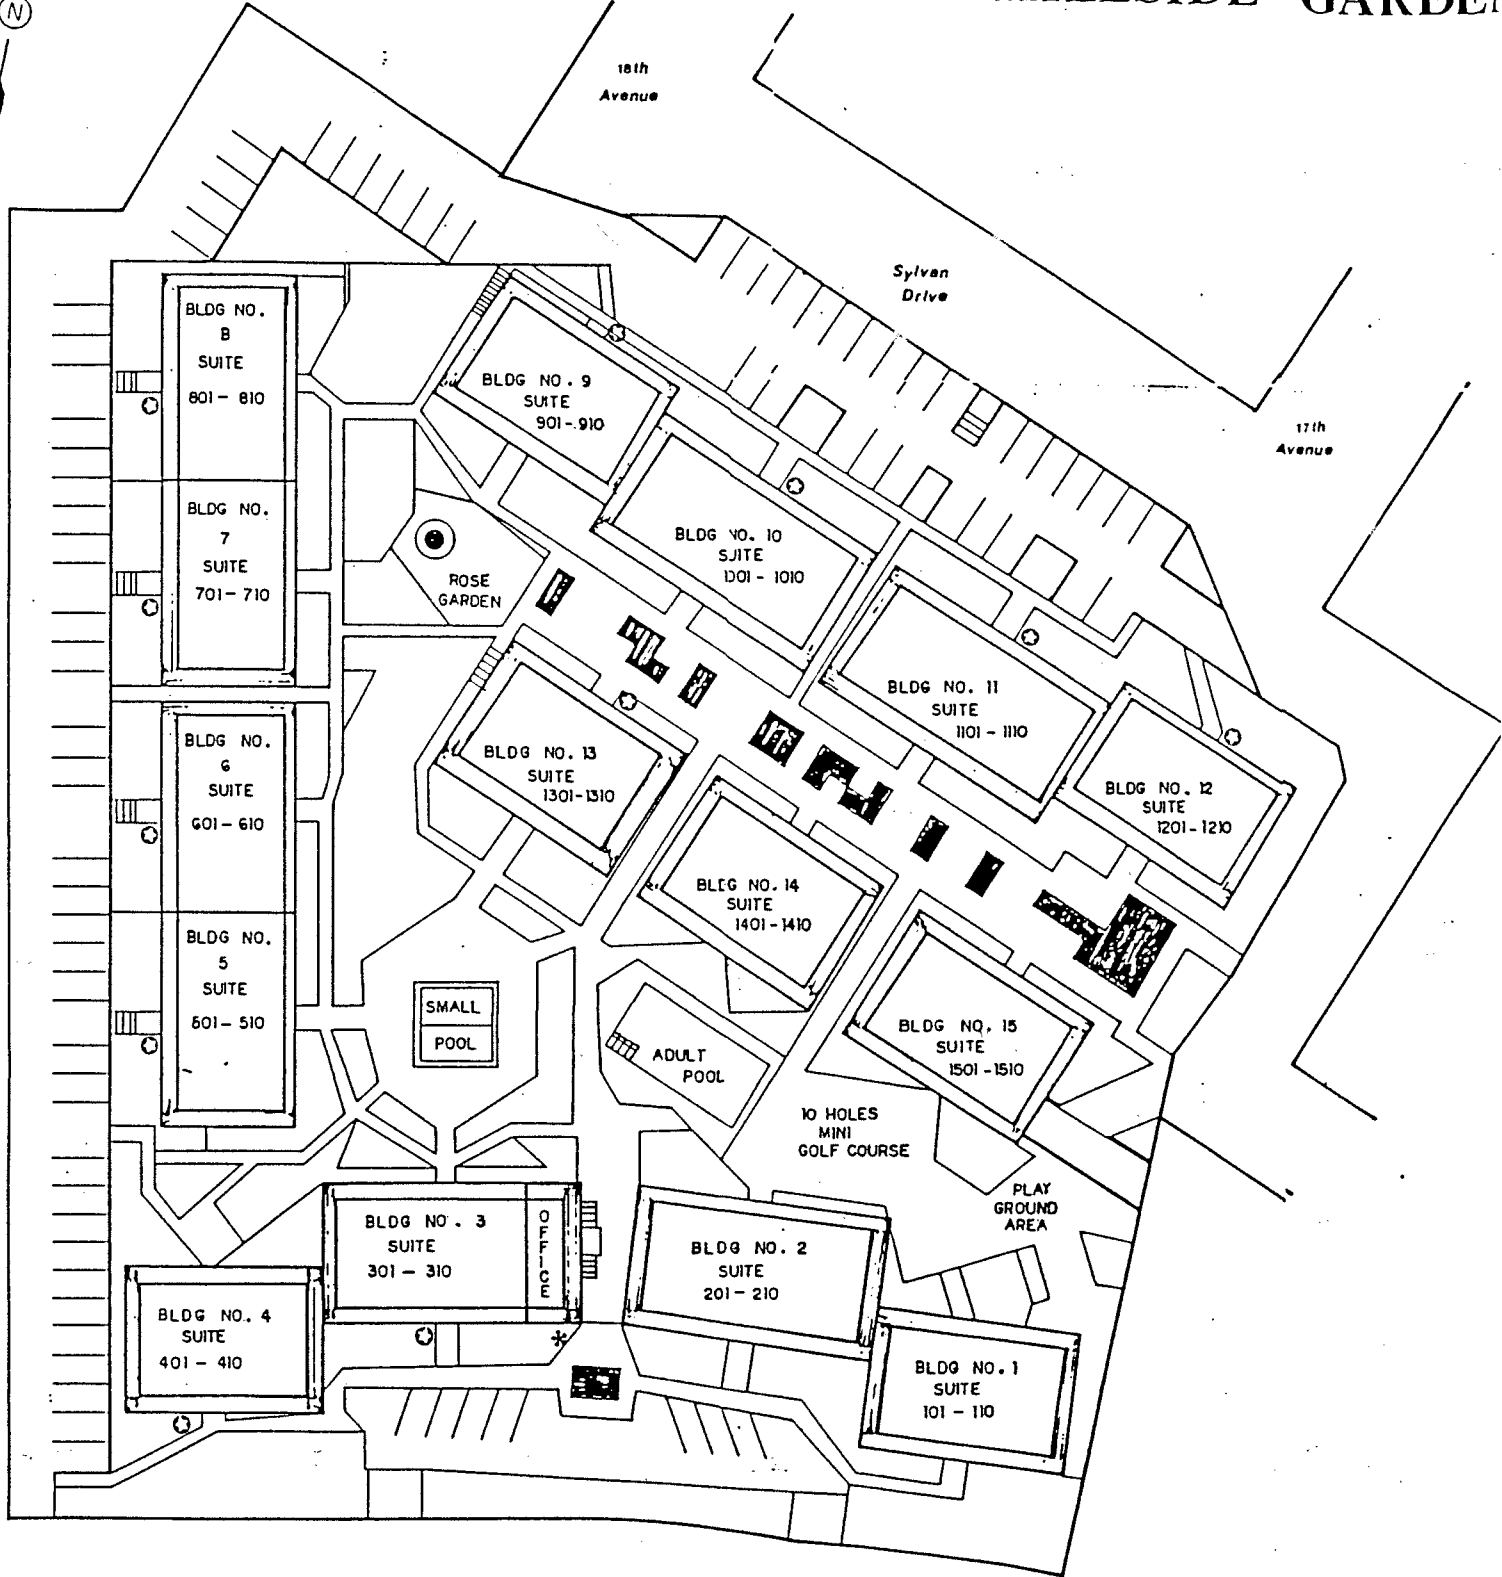 N
GARDEN
18th
Avenue
Sylvan
Drive
17th
Avenue
BLDG NO.
8
SUITE
801 - 810
BLDG NO.
7
SUITE
701 - 710
BLDG NO.
6
SUITE
601 - 610
BLDG NO.
5
SUITE
501 - 510
BLDG NO. 9
SUITE
901 - 910
BLDG NO. 10
SUITE
1001 - 1010
BLDG NO. 11
SUITE
1101 - 1110
BLDG NO. 12
SUITE
1201 - 1210
ROSE
GARDEN
BLDG NO. 13
SUITE
1301 - 1310
BLDG NO. 14
SUITE
1401 - 1410
BLDG NO. 15
SUITE
1501 - 1510
SMALL
POOL
ADULT
POOL
10 HOLES
MINI
GOLF COURSE
PLAY
GROUND
AREA
BLDG NO. 3
SUITE
301 - 310
OFFICE
BLDG NO. 2
SUITE
201 - 210
BLDG NO. 4
SUITE
401 - 410
*
BLDG NO. 1
SUITE
101 - 110